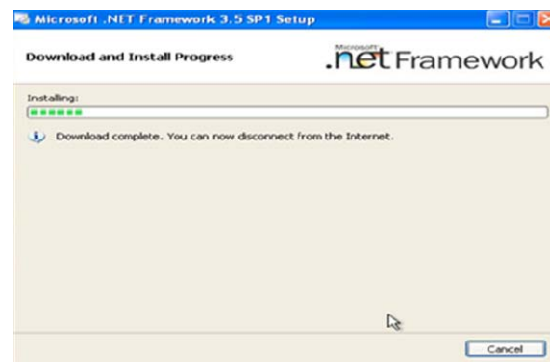 Microsoft .NET Framework 3.5 SP1 Setup
Download and Install Progress
Microsoft
.net Framework
Installing:
Download complete. You can now disconnect from the Internet.
Cancel